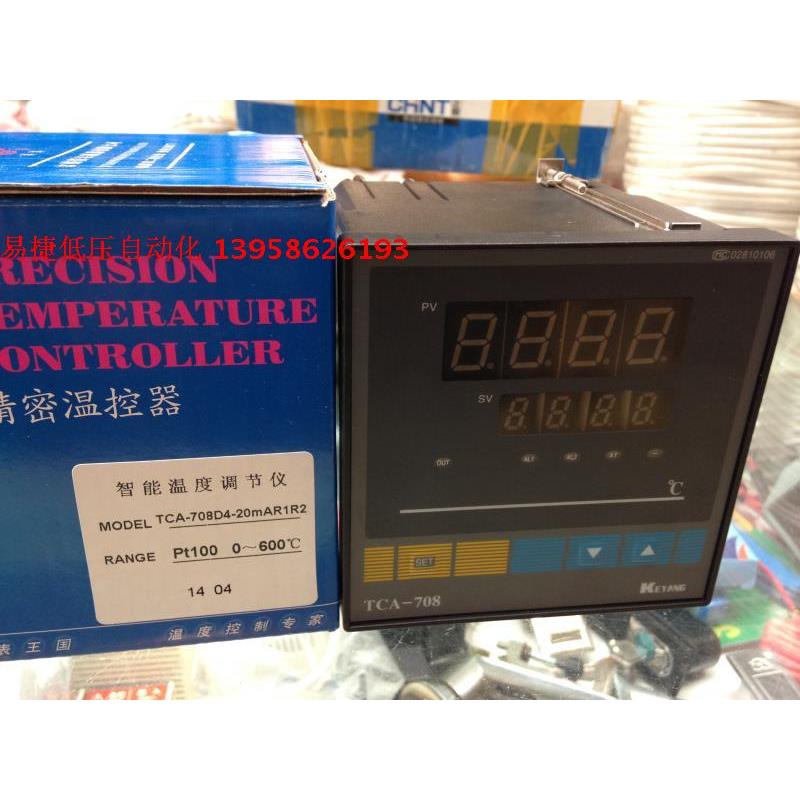 CHNT
易捷低压自动化 13958626193
RECISION
EMPERATURE
ONTROLLER
精密温控器
智能温度调节仪
MODEL TCA-708D4-20mAR1R2
RANGE Pt100 0～600℃
14 04
表王国 温度控制专家
MC 02810106
PV
SV
OUT AL1 AL2 AT
℃
SET ▼ ▲
TCA-708 KEYANG